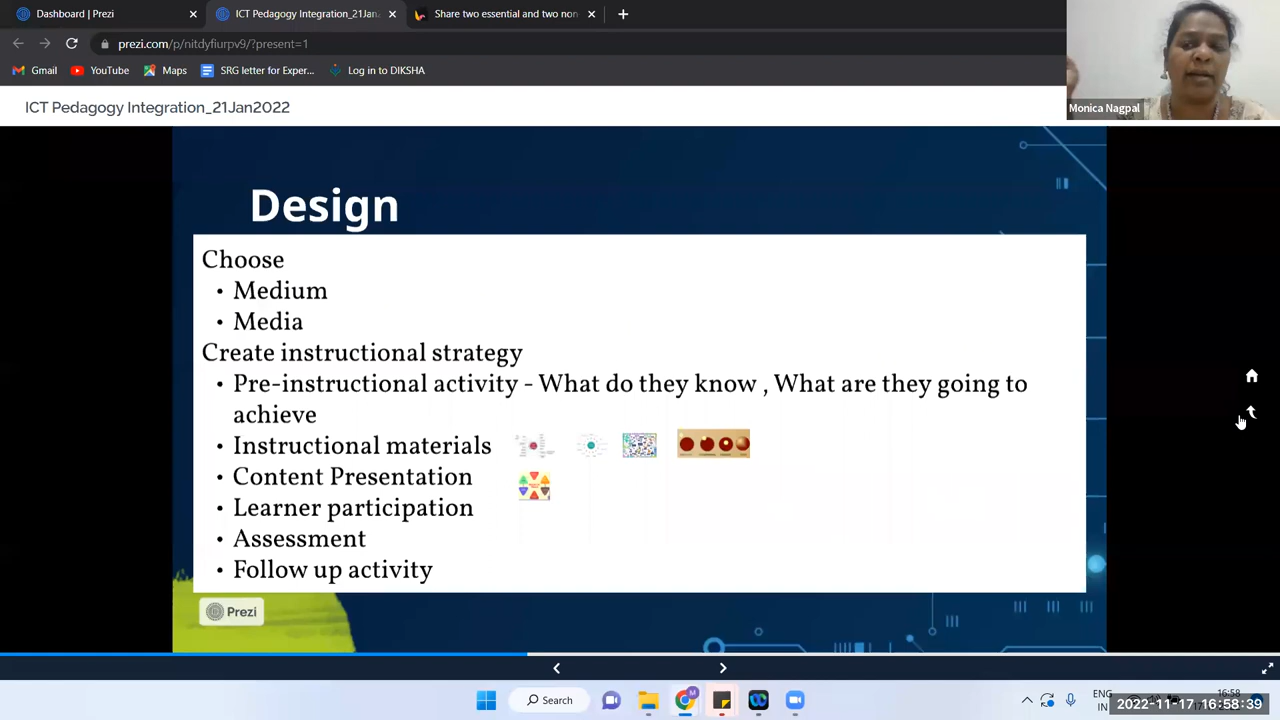 Dashboard | Prezi
ICT Pedagogy Integration_21Jan
Share two essential and two non
prezi.com/p/nitdyfiurpv9/?present=1
Gmail
YouTube
Maps
SRG letter for Exper...
Log in to DIKSHA
Monica Nagpal
ICT Pedagogy Integration_21Jan2022
Design
Choose
• Medium
• Media
Create instructional strategy
• Pre-instructional activity - What do they know , What are they going to
achieve
• Instructional materials
• Content Presentation
• Learner participation
• Assessment
• Follow up activity
Prezi
Search
ENG
IN
16:58
2022-11-17 16:58:39